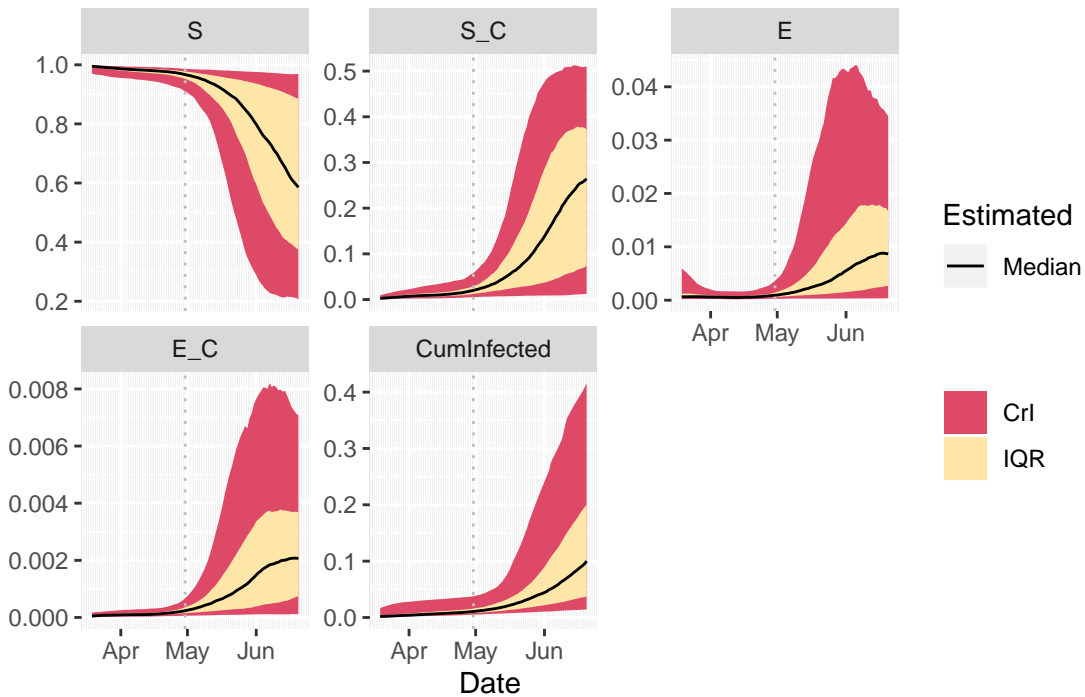 S
S_C
E
1.0
0.8
0.6
0.4
0.2
0.5
0.4
0.3
0.2
0.1
0.0
0.04
0.03
0.02
0.01
0.00
Apr May Jun
E_C
CumInfected
0.008
0.006
0.004
0.002
0.000
0.4
0.3
0.2
0.1
0.0
Apr May Jun
Apr May Jun
Date
Estimated
Median
CrI
IQR